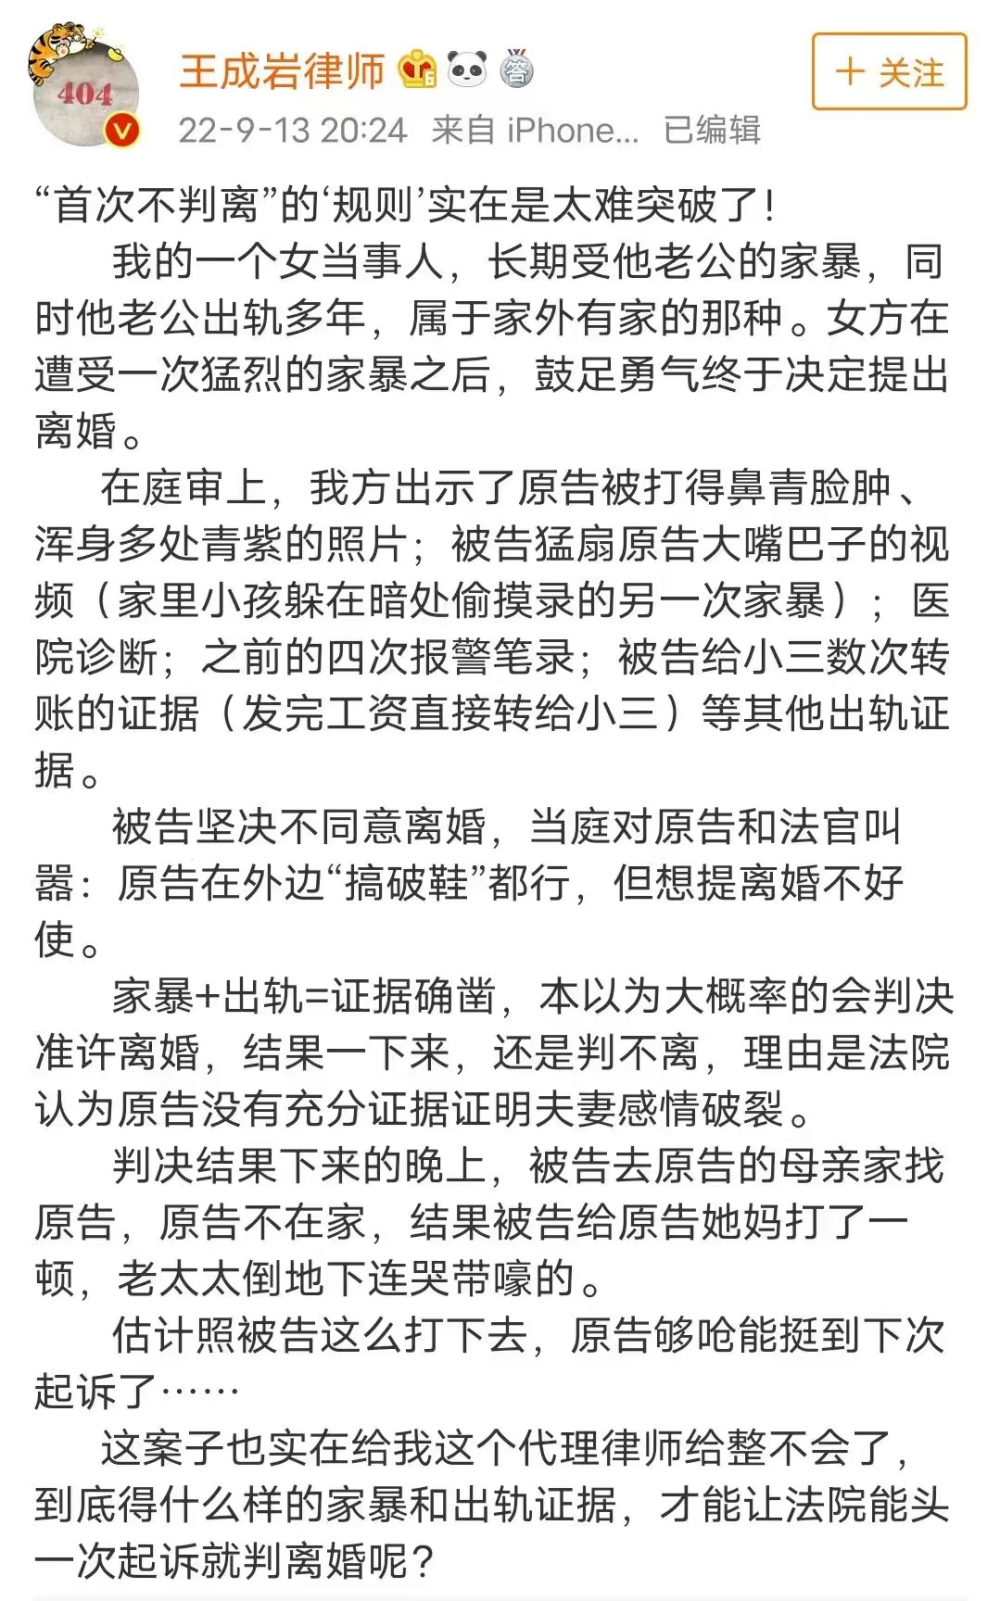 404
王成岩律师 答
+ 关注
22-9-13 20:24 来自 iPhone... 已编辑
“首次不判离”的‘规则’实在是太难突破了！
我的一个女当事人，长期受他老公的家暴，同
时他老公出轨多年，属于家外有家的那种。女方在
遭受一次猛烈的家暴之后，鼓足勇气终于决定提出
离婚。
在庭审上，我方出示了原告被打得鼻青脸肿、
浑身多处青紫的照片；被告猛扇原告大嘴巴子的视
频（家里小孩躲在暗处偷摸录的另一次家暴）；医
院诊断；之前的四次报警笔录；被告给小三数次转
账的证据（发完工资直接转给小三）等其他出轨证
据。
被告坚决不同意离婚，当庭对原告和法官叫
嚣：原告在外边“搞破鞋”都行，但想提离婚不好
使。
家暴+出轨=证据确凿，本以为大概率的会判决
准许离婚，结果一下来，还是判不离，理由是法院
认为原告没有充分证据证明夫妻感情破裂。
判决结果下来的晚上，被告去原告的母亲家找
原告，原告不在家，结果被告给原告她妈打了一
顿，老太太倒地下连哭带嚎的。
估计照被告这么打下去，原告够呛能挺到下次
起诉了……
这案子也实在给我这个代理律师给整不会了，
到底得什么样的家暴和出轨证据，才能让法院能头
一次起诉就判离婚呢？